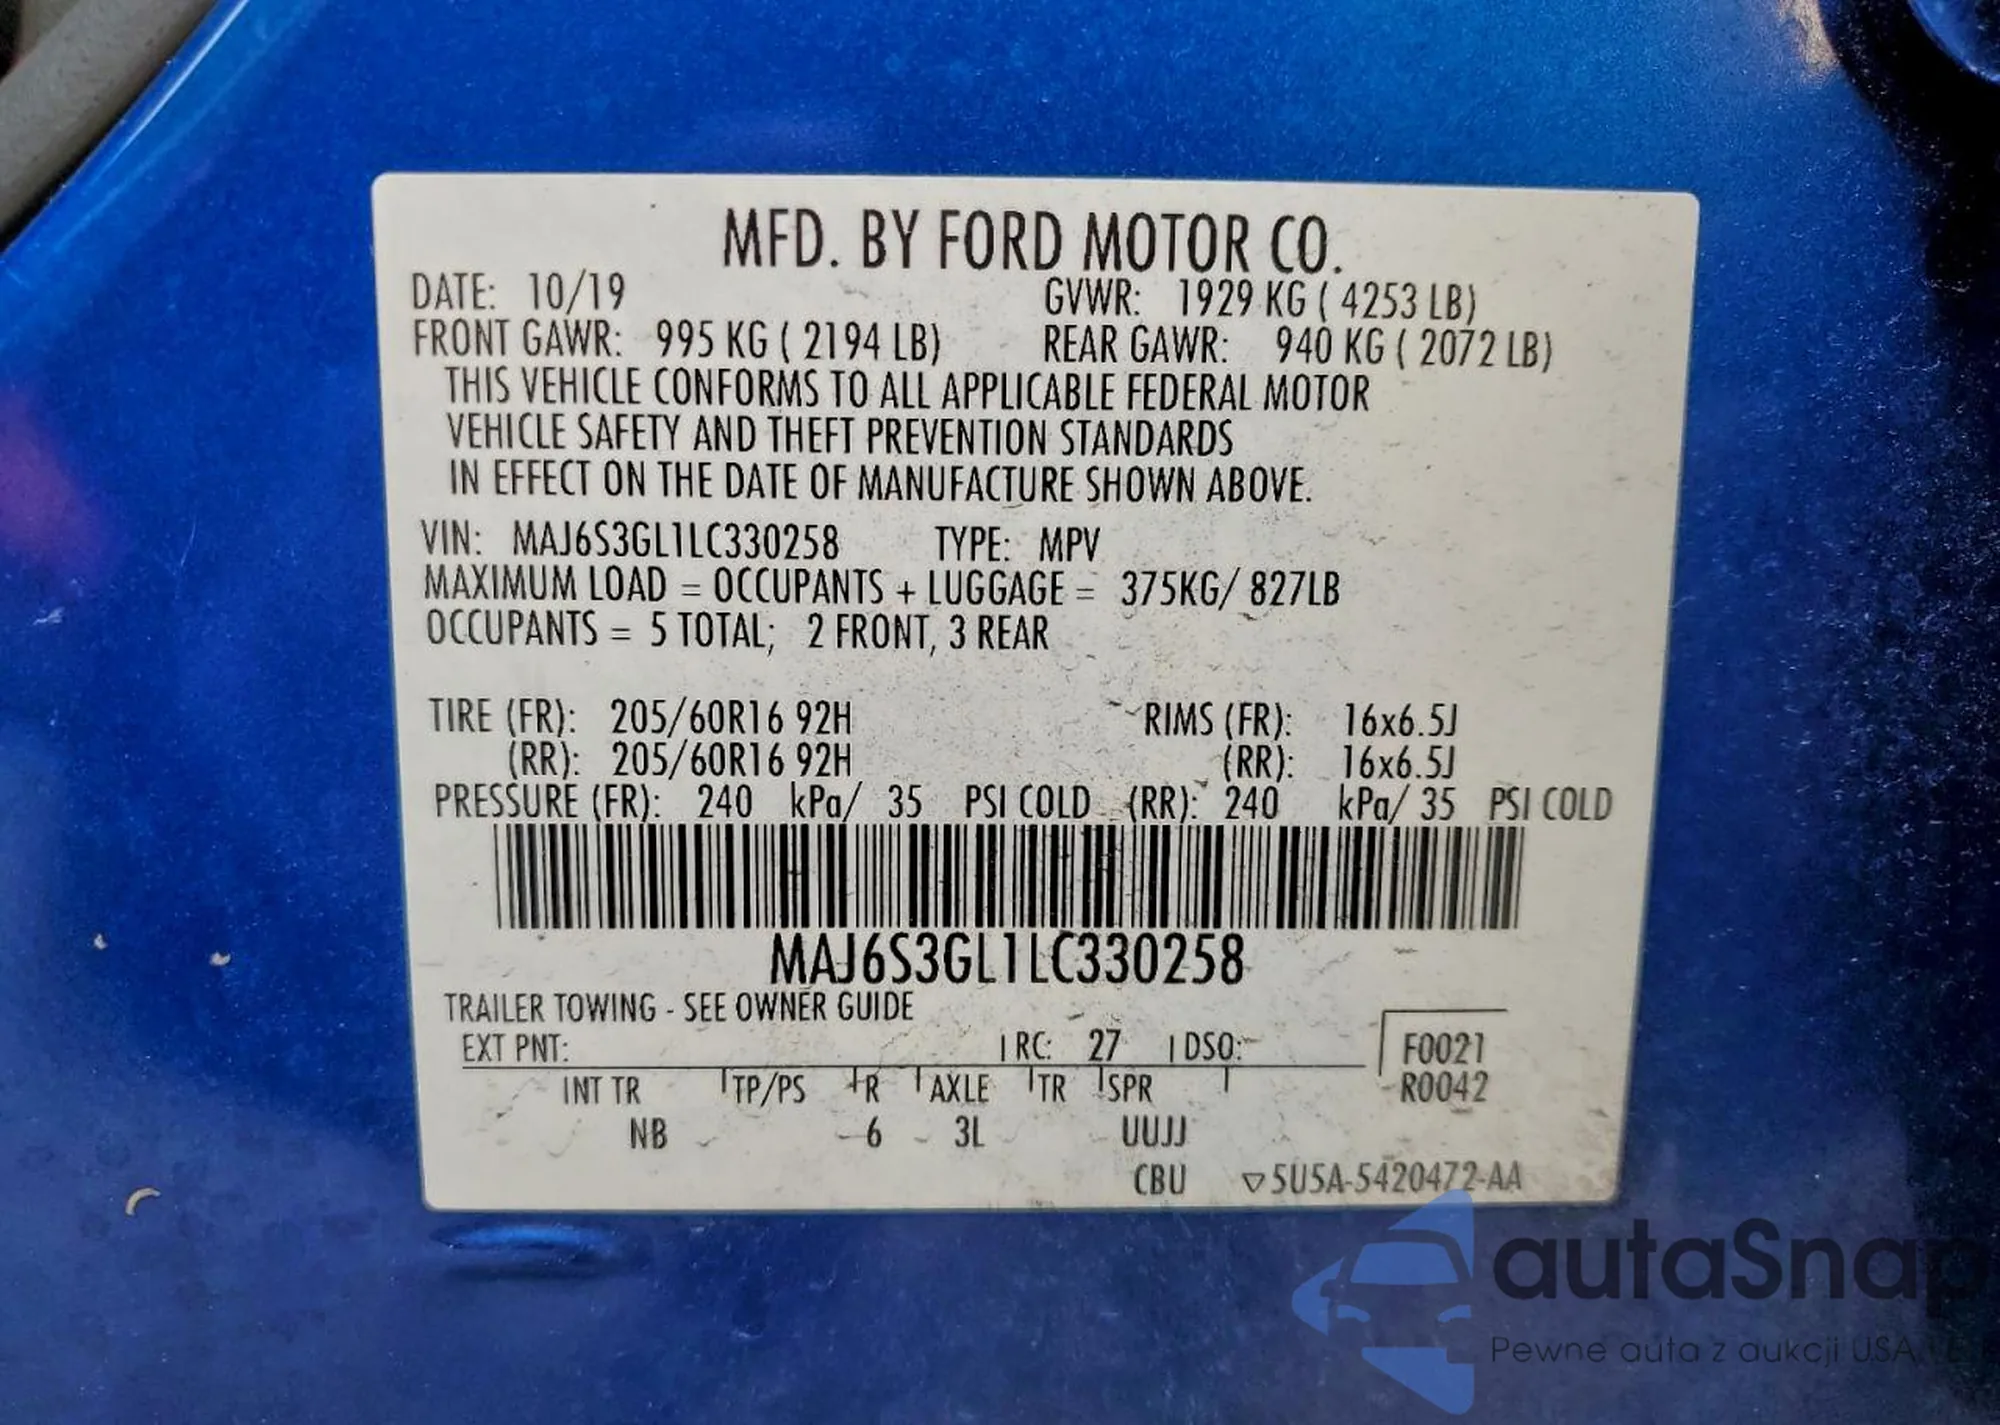 MFD. BY FORD MOTOR CO.
DATE: 10/19 GVWR: 1929 KG ( 4253 LB)
FRONT GAWR: 995 KG ( 2194 LB) REAR GAWR: 940 KG ( 2072 LB)
THIS VEHICLE CONFORMS TO ALL APPLICABLE FEDERAL MOTOR
VEHICLE SAFETY AND THEFT PREVENTION STANDARDS
IN EFFECT ON THE DATE OF MANUFACTURE SHOWN ABOVE.
VIN: MAJ6S3GL1LC330258 TYPE: MPV
MAXIMUM LOAD = OCCUPANTS + LUGGAGE = 375KG/ 827LB
OCCUPANTS = 5 TOTAL; 2 FRONT, 3 REAR
TIRE (FR): 205/60R16 92H RIMS (FR): 16x6.5J
(RR): 205/60R16 92H (RR): 16x6.5J
PRESSURE (FR): 240 kPa/ 35 PSI COLD (RR): 240 kPa/ 35 PSI COLD
MAJ6S3GL1LC330258
TRAILER TOWING - SEE OWNER GUIDE
EXT PNT: RC: 27 DSO: F0021
INT TR TP/PS R AXLE TR SPR R0042
NB 6 3L UUJJ
CBU ▽5U5A-5420472-AA
autaSnap
Pewne auta z aukcji USA